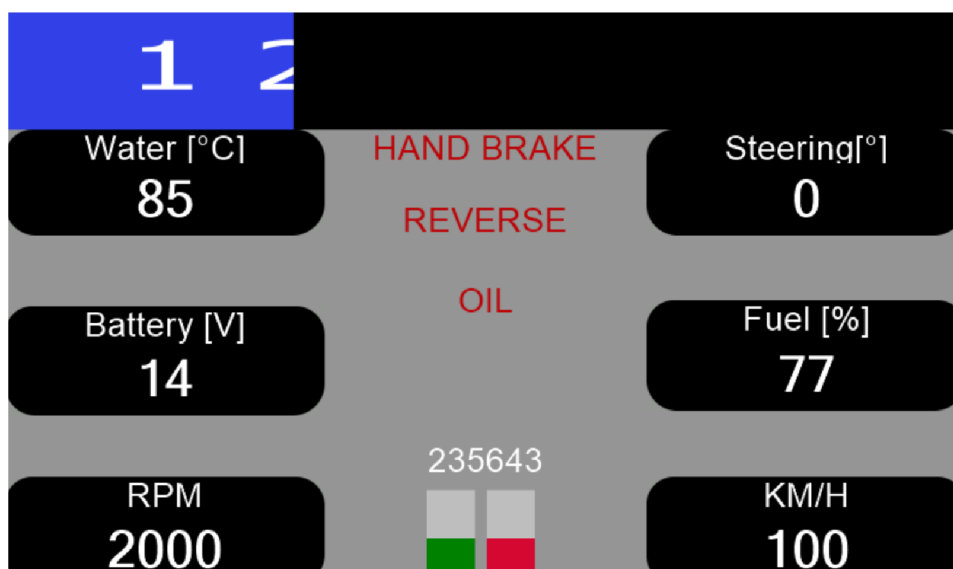 1 2
Water [°C]
85
HAND BRAKE
Steering[°]
0
REVERSE
OIL
Battery [V]
14
Fuel [%]
77
235643
RPM
2000
KM/H
100